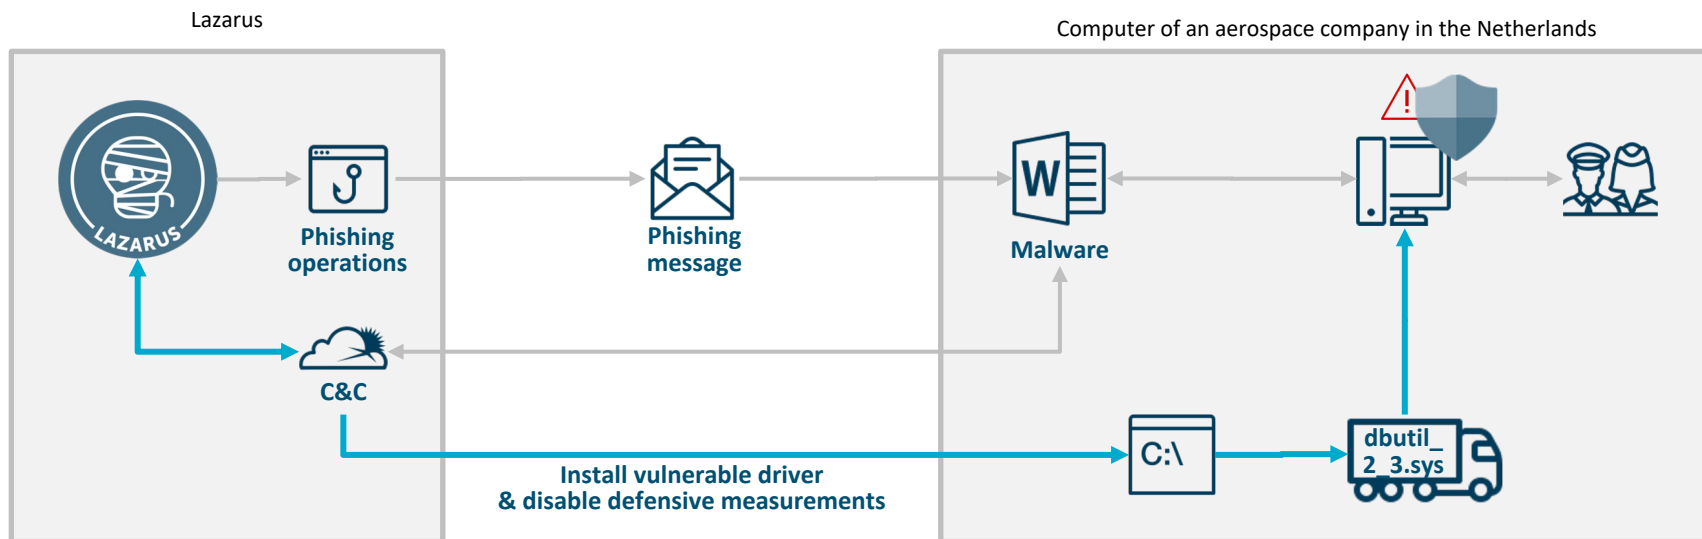 Lazarus
Computer of an aerospace company in the Netherlands
LAZARUS
W
Phishing
operations
Phishing
message
Malware
C&C
C:\
dbutil_
2_3.sys
Install vulnerable driver
& disable defensive measurements